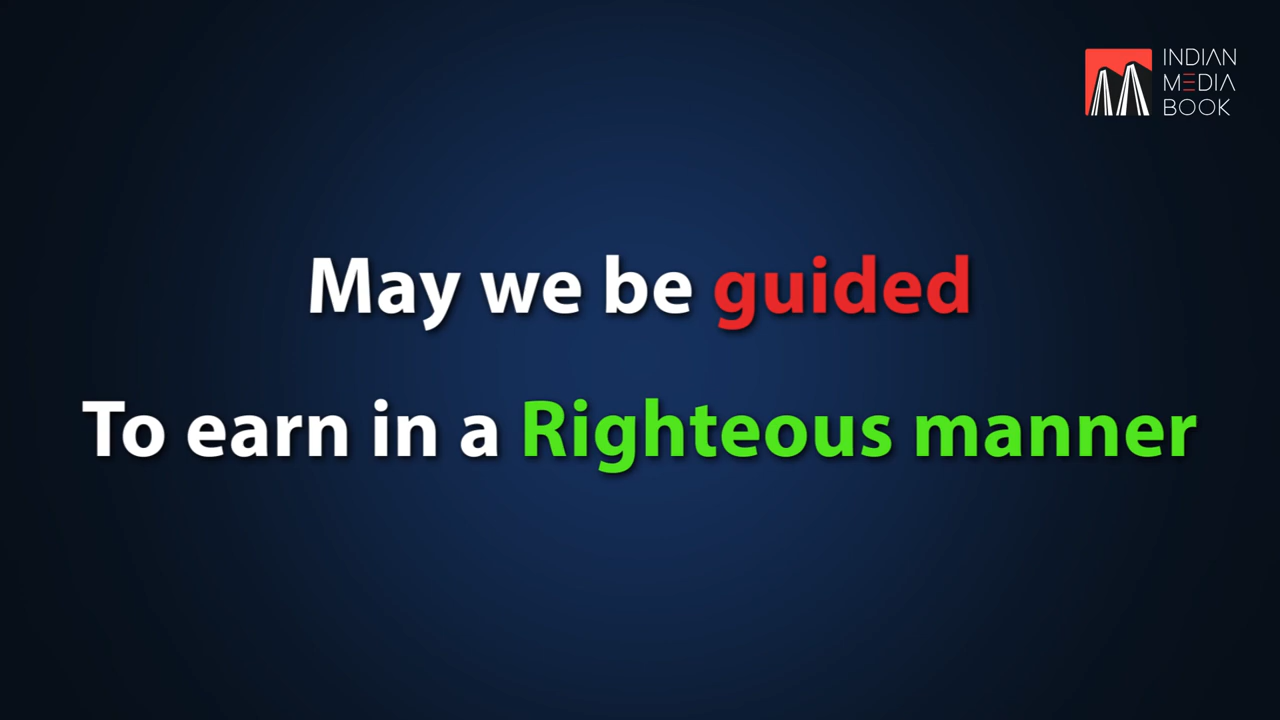 INDIAN
MEDIA
BOOK
May we be guided
To earn in a Righteous manner